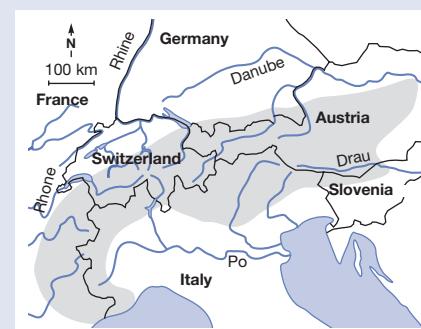 N
100 km
Rhine
Germany
Danube
France
Austria
Switzerland
Drau
Rhone
Slovenia
Po
Italy